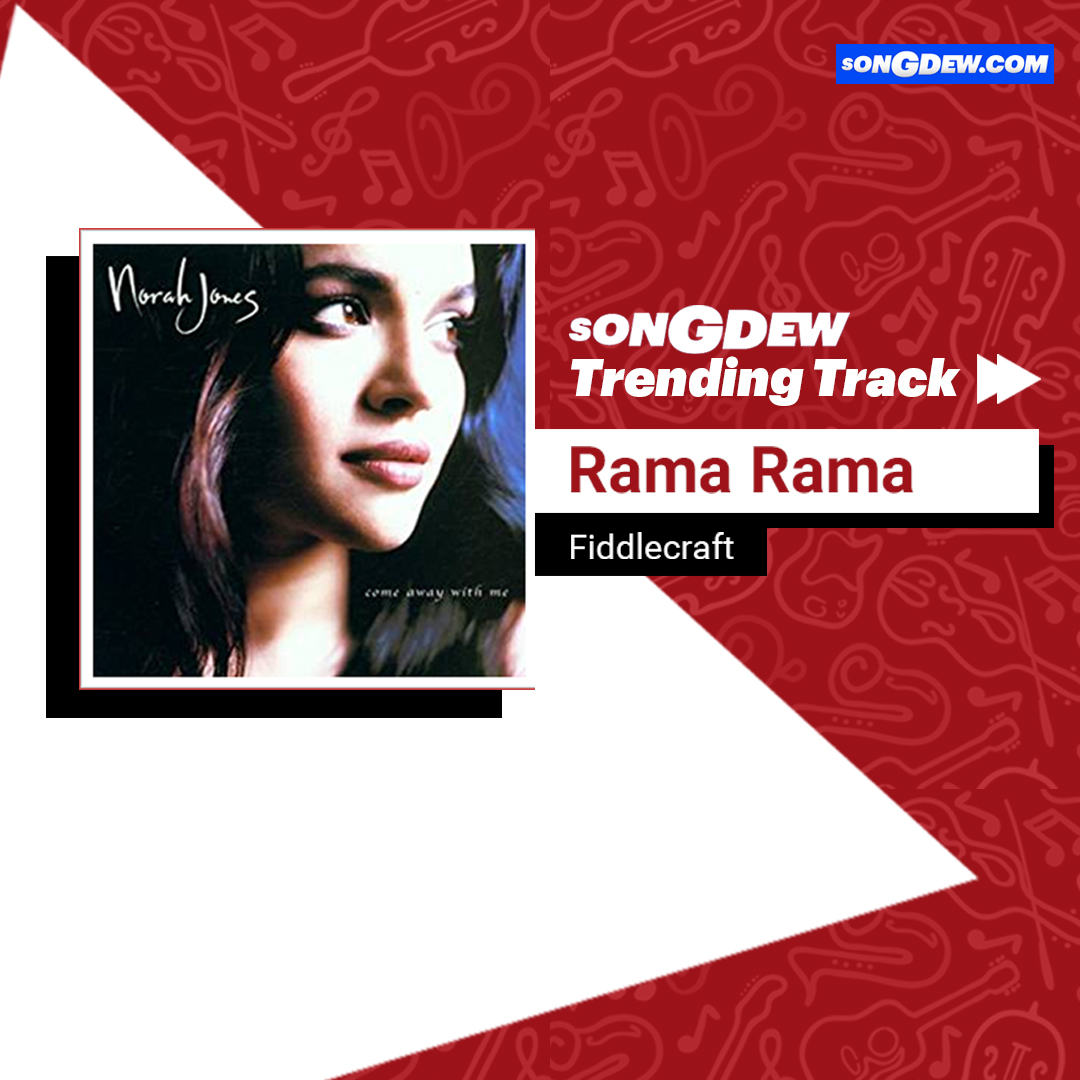 SONGDEW.COM
Norah Jones
come away with me
SONGDEW
Trending Track
Rama Rama
Fiddlecraft